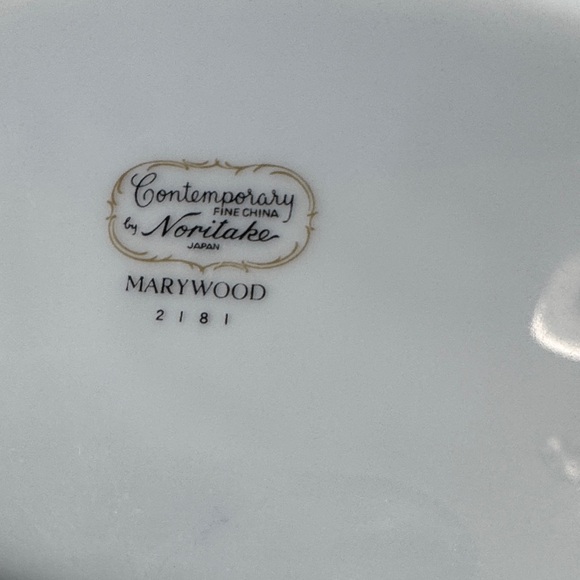 Contemporary
FINE CHINA
by Noritake
JAPAN
MARYWOOD
2181